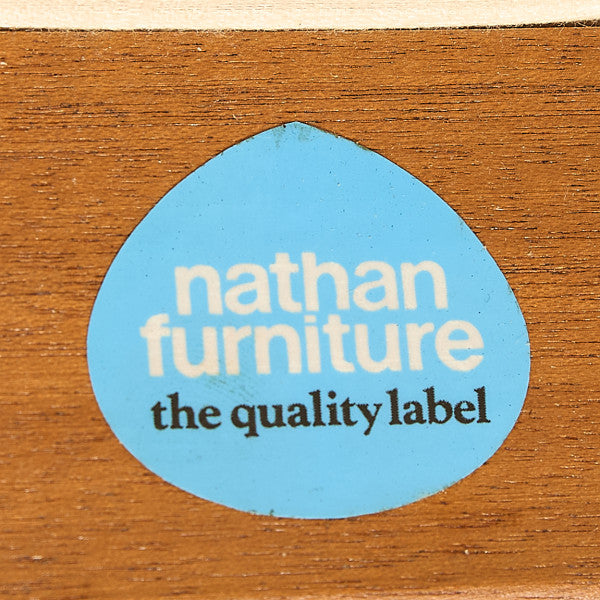 nathan
furniture
the quality label